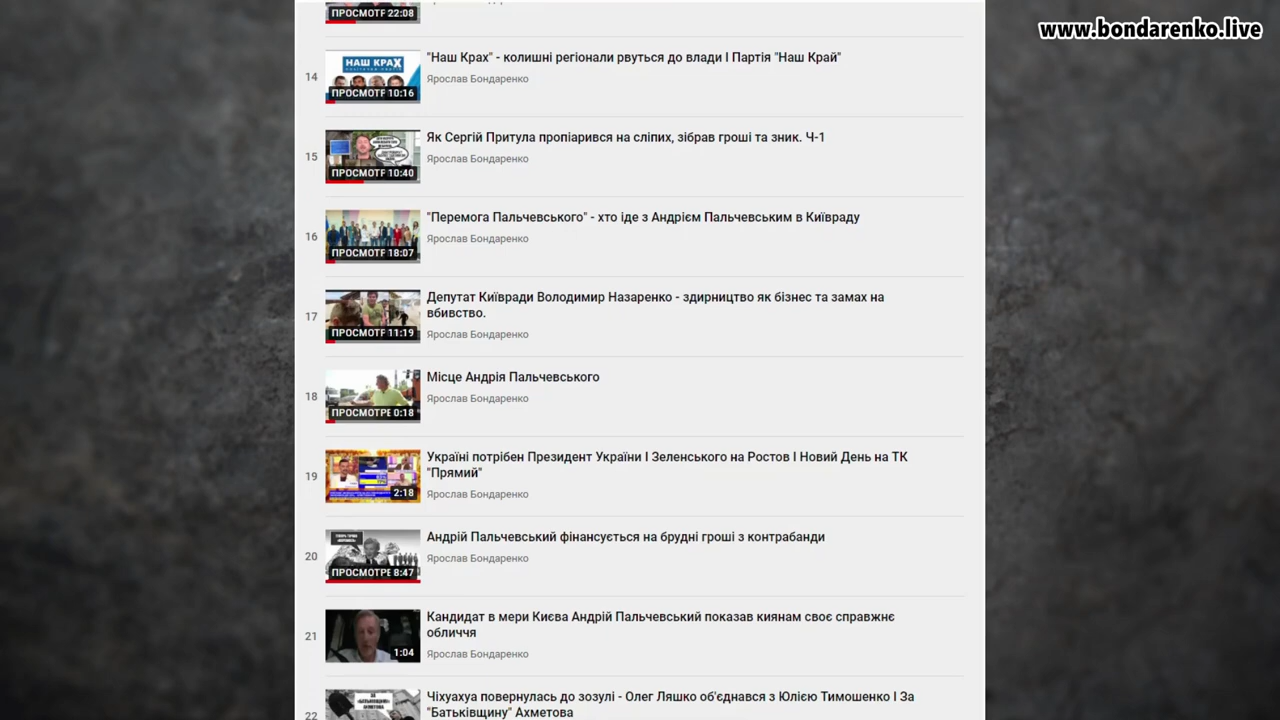 ПРОСМОТР 22:08
www.bondarenko.live
14
НАШ КРАХ
ПРОСМОТР 10:16
"Наш Крах" - колишні регіонали рвуться до влади I Партія "Наш Край"
Ярослав Бондаренко
15
ПРОСМОТР 10:40
Як Сергій Притула пропіарився на сліпих, зібрав гроші та зник. Ч-1
Ярослав Бондаренко
16
ПРОСМОТР 18:07
"Перемога Пальчевського" - хто іде з Андрієм Пальчевським в Київраду
Ярослав Бондаренко
17
ПРОСМОТР 11:19
Депутат Київради Володимир Назаренко - здирництво як бізнес та замах на
вбивство.
Ярослав Бондаренко
18
ПРОСМОТРЕ 0:18
Місце Андрія Пальчевського
Ярослав Бондаренко
19
2:18
Україні потрібен Президент України I Зеленського на Ростов I Новий День на ТК
"Прямий"
Ярослав Бондаренко
20
ПРОСМОТРЕ 8:47
Андрій Пальчевський фінансується на брудні гроші з контрабанди
Ярослав Бондаренко
21
1:04
Кандидат в мери Києва Андрій Пальчевський показав киянам своє справжнє
обличчя
Ярослав Бондаренко
22
Чіхуахуа повернулась до зозулі - Олег Ляшко об'єднався з Юлією Тимошенко I За
"Батьківщину" Ахметова